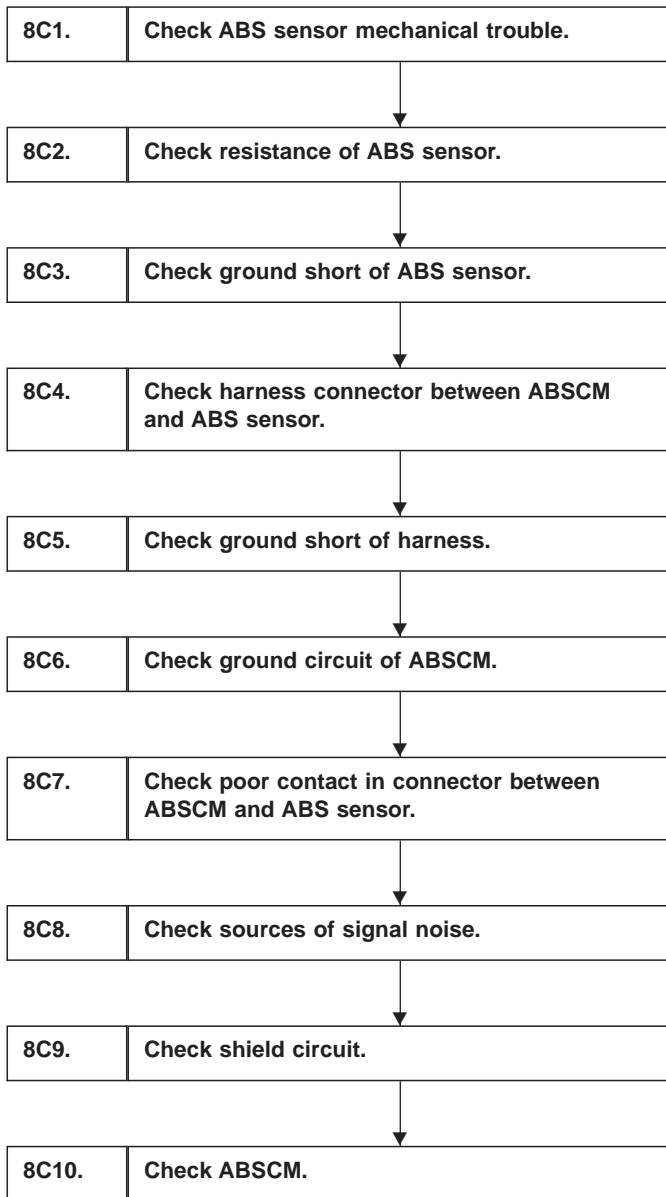 8C1. Check ABS sensor mechanical trouble.
8C2. Check resistance of ABS sensor.
8C3. Check ground short of ABS sensor.
8C4. Check harness connector between ABSCM
and ABS sensor.
8C5. Check ground short of harness.
8C6. Check ground circuit of ABSCM.
8C7. Check poor contact in connector between
ABSCM and ABS sensor.
8C8. Check sources of signal noise.
8C9. Check shield circuit.
8C10. Check ABSCM.